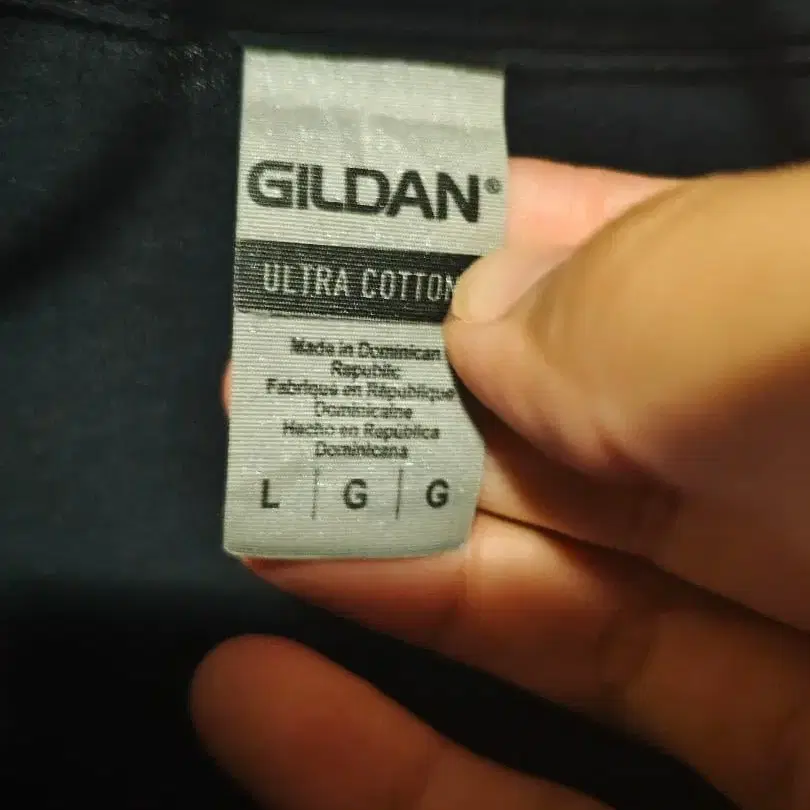 GILDAN®
ULTRA COTTON
Made in Dominican
Republic
Fabriqué en République
Dominicaine
Hecho en República
Dominicana
L | G | G